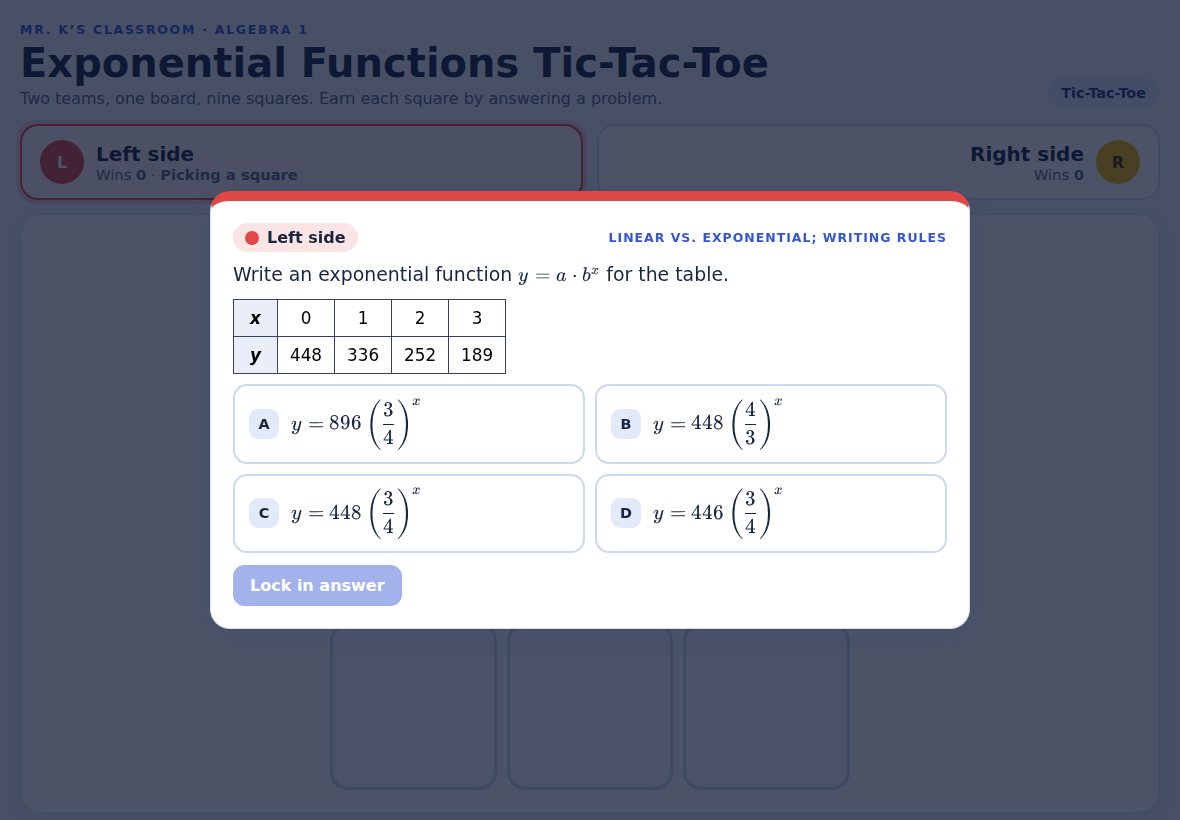 MR. K’S CLASSROOM · ALGEBRA 1
Exponential Functions Tic-Tac-Toe
Two teams, one board, nine squares. Earn each square by answering a problem.
Tic-Tac-Toe
L
Left side
Wins 0 · Picking a square
Right side
Wins 0
R
Left side
LINEAR VS. EXPONENTIAL; WRITING RULES
Write an exponential function y = a · b^x for the table.
x 0 1 2 3
y 448 336 252 189
A y = 896 (3/4)^x
B y = 448 (4/3)^x
C y = 448 (3/4)^x
D y = 446 (3/4)^x
Lock in answer